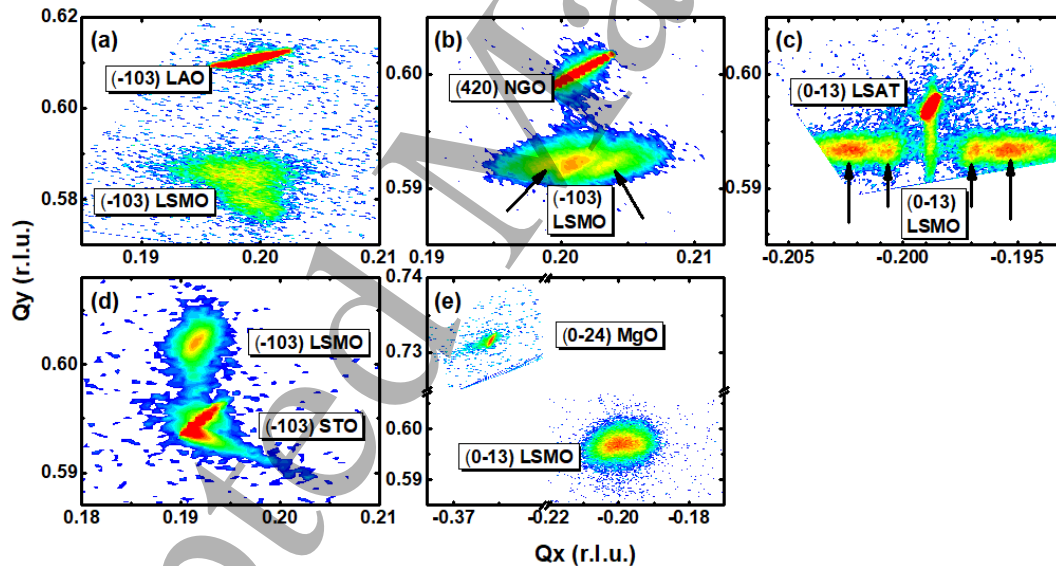 (a)
(-103) LAO
(-103) LSMO
0.62
0.60
0.58
0.19
0.20
0.21
(b)
(420) NGO
(-103)
LSMO
0.60
0.59
0.19
0.20
0.21
(c)
(0-13) LSAT
(0-13)
LSMO
0.60
0.59
-0.205
-0.200
-0.195
Qy (r.l.u.)
(d)
(-103) LSMO
(-103) STO
0.60
0.59
0.18
0.19
0.20
0.21
(e)
(0-24) MgO
(0-13) LSMO
0.74
0.73
0.60
0.59
-0.37
-0.22
-0.20
-0.18
Qx (r.l.u.)